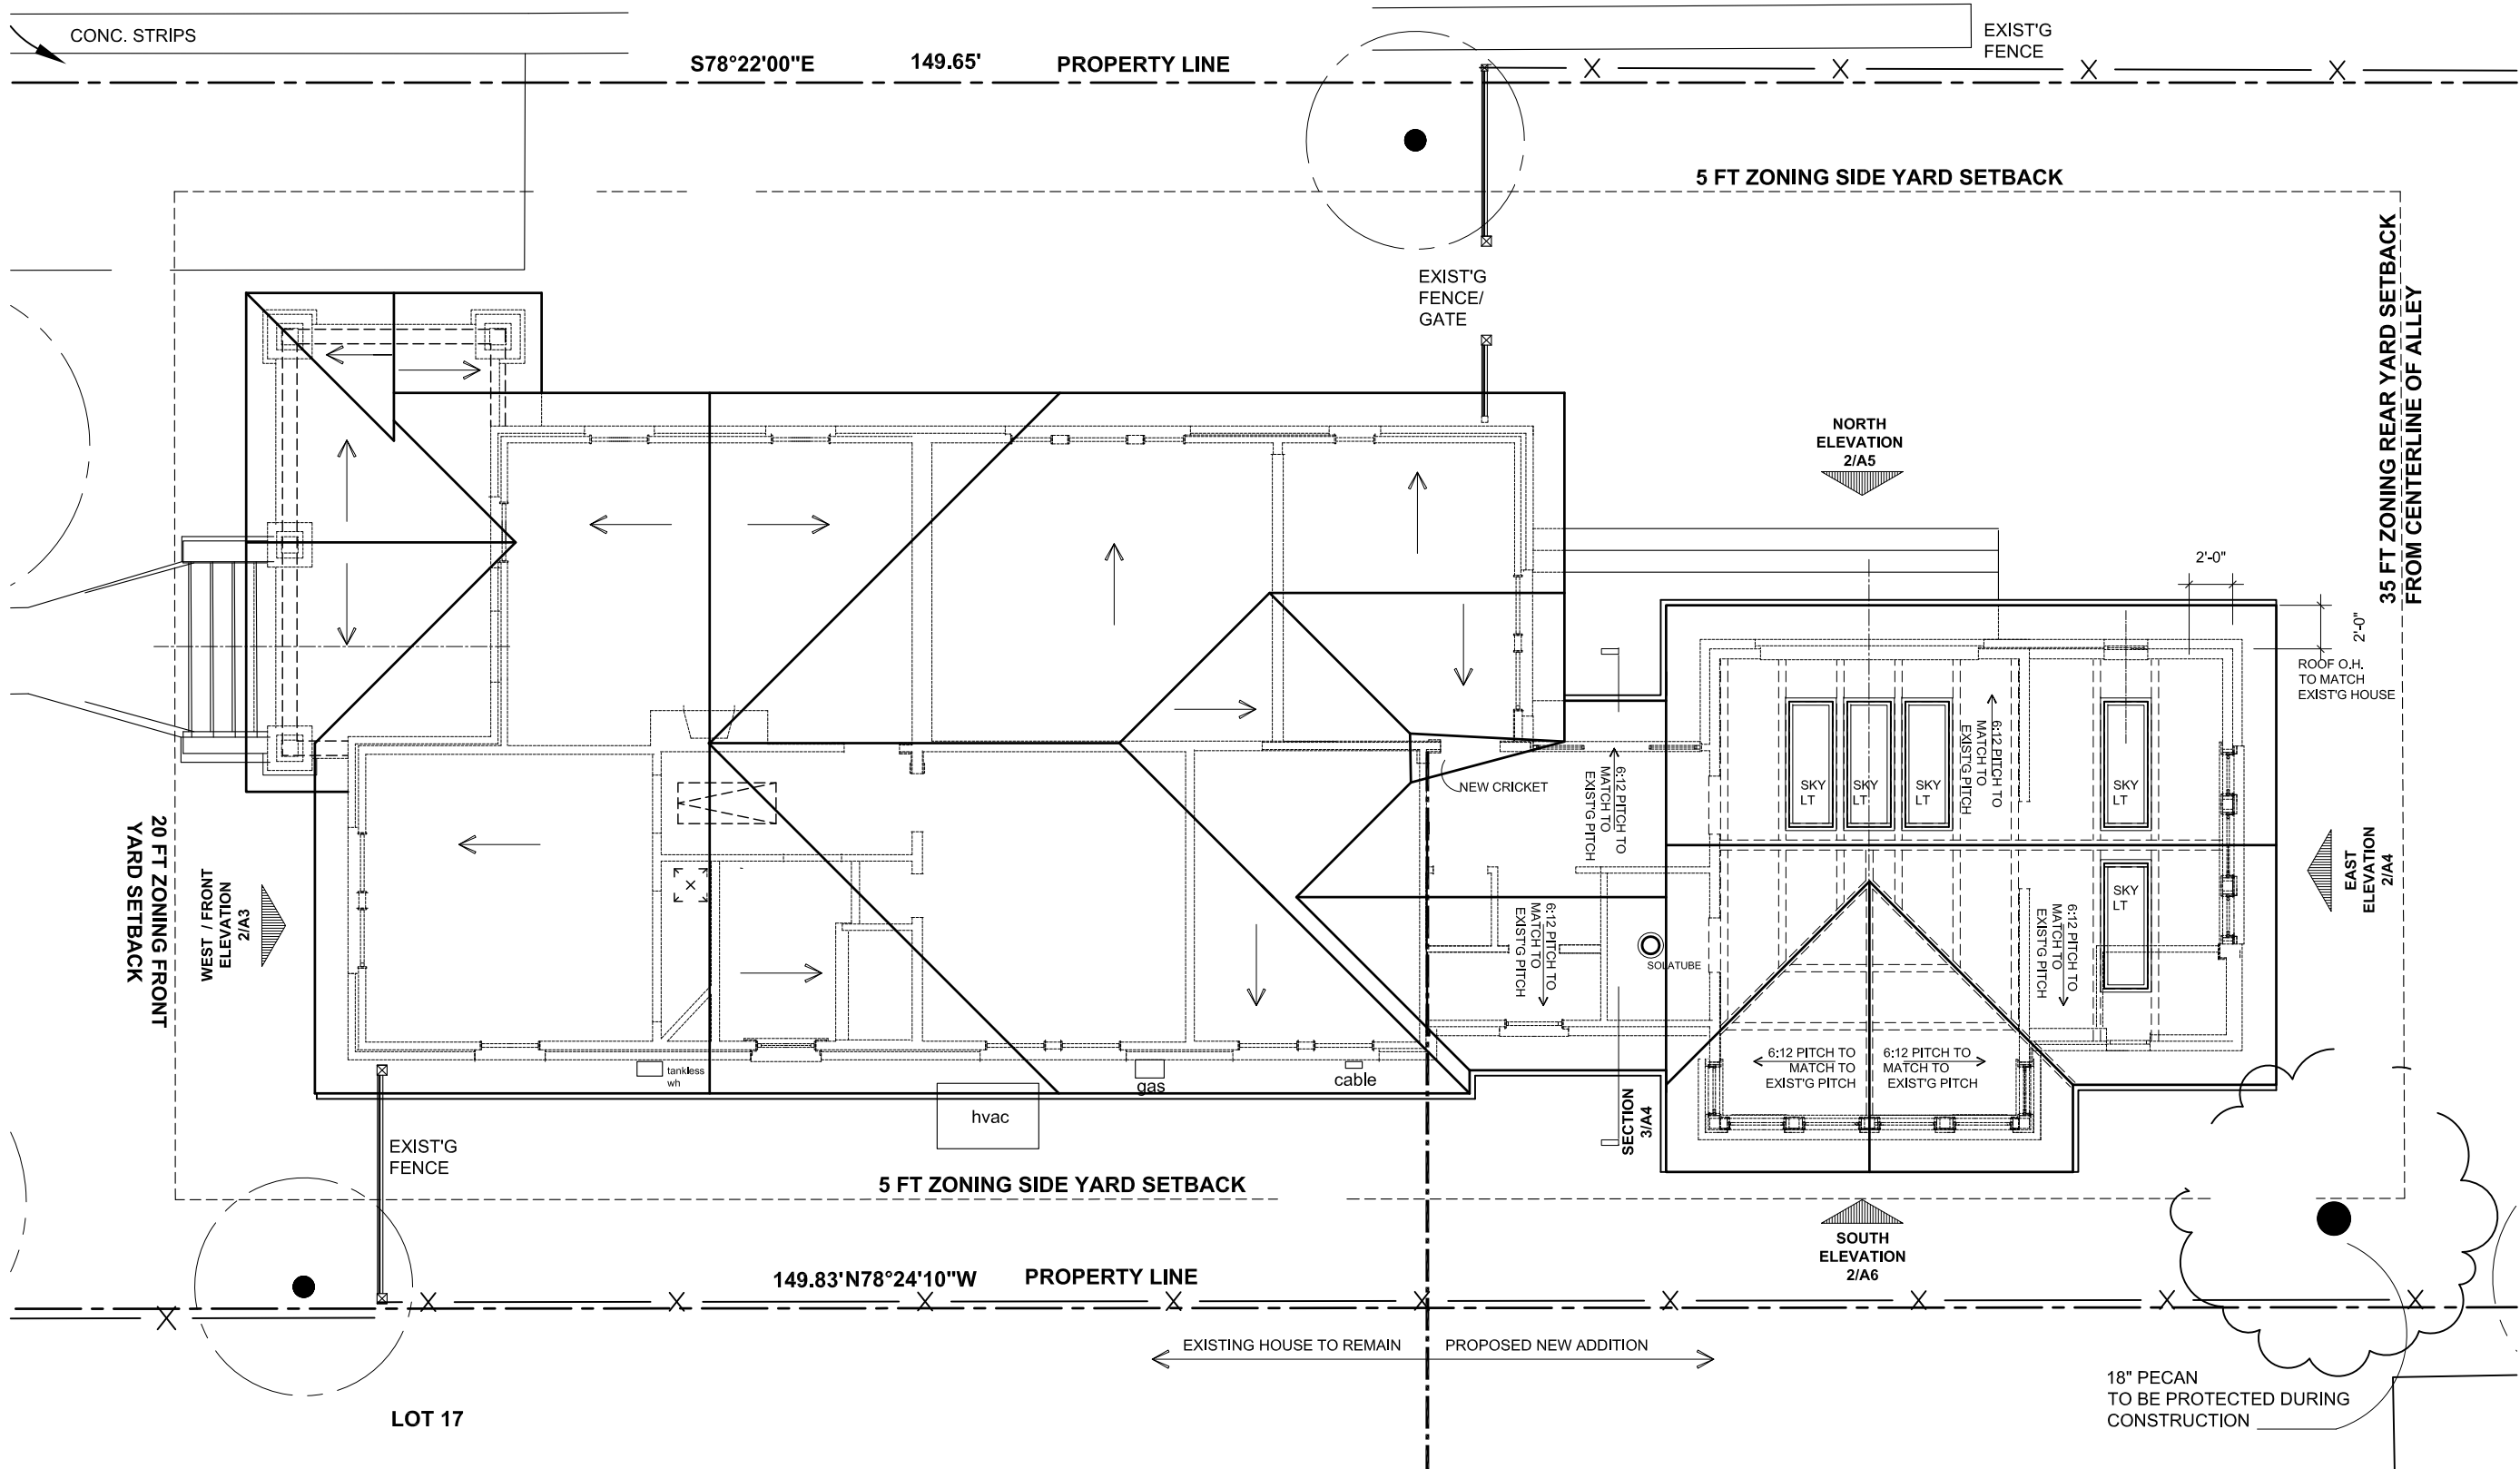 CONC. STRIPS
S78°22'00"E 149.65' PROPERTY LINE
EXIST'G
FENCE
X X X X
5 FT ZONING SIDE YARD SETBACK
35 FT ZONING REAR YARD SETBACK
FROM CENTERLINE OF ALLEY
EXIST'G
FENCE/
GATE
NORTH
ELEVATION
2/A5
2'-0"
2'-0"
ROOF O.H.
TO MATCH
EXIST'G HOUSE
6:12 PITCH TO
MATCH TO
EXIST'G PITCH
6:12 PITCH TO
MATCH TO
EXIST'G PITCH
SKY
LT
SKY
LT
SKY
LT
SKY
LT
NEW CRICKET
20 FT ZONING FRONT
YARD SETBACK
WEST / FRONT
ELEVATION
2/A3
X
6:12 PITCH TO
MATCH TO
EXIST'G PITCH
SOLATUBE
SKY
LT
6:12 PITCH TO
MATCH TO
EXIST'G PITCH
EAST
ELEVATION
2/A4
6:12 PITCH TO
MATCH TO
EXIST'G PITCH
6:12 PITCH TO
MATCH TO
EXIST'G PITCH
tankless
wh
hvac
gas
cable
SECTION
3/A4
EXIST'G
FENCE
5 FT ZONING SIDE YARD SETBACK
SOUTH
ELEVATION
2/A6
149.83' N78°24'10"W PROPERTY LINE
X X X X X X X X X X
EXISTING HOUSE TO REMAIN
PROPOSED NEW ADDITION
18" PECAN
TO BE PROTECTED DURING
CONSTRUCTION
LOT 17